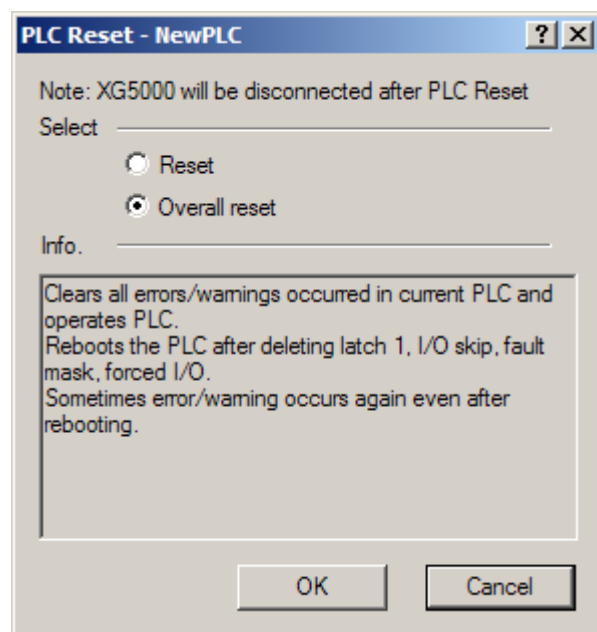 PLC Reset - NewPLC
Note: XG5000 will be disconnected after PLC Reset
Select
Reset
Overall reset
Info.
Clears all errors/warnings occurred in current PLC and
operates PLC.
Reboots the PLC after deleting latch 1, I/O skip, fault
mask, forced I/O.
Sometimes error/warning occurs again even after
rebooting.
OK
Cancel